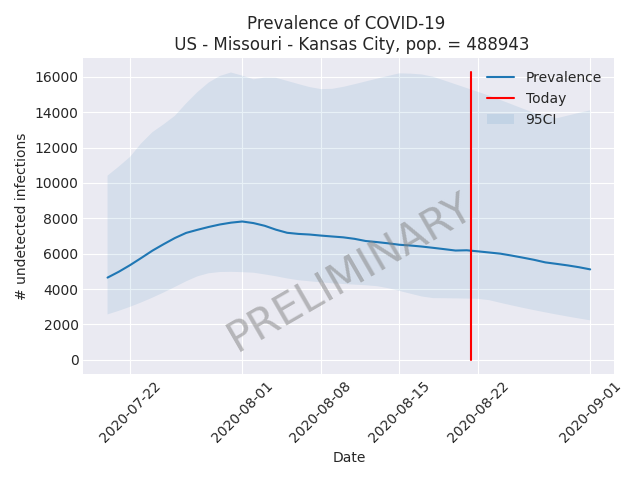 Prevalence of COVID-19
US - Missouri - Kansas City, pop. = 488943
16000
14000
12000
10000
8000
6000
4000
2000
0
# undetected infections
Prevalence
Today
95CI
PRELIMINARY
2020-07-22
2020-08-01
2020-08-08
2020-08-15
2020-08-22
2020-09-01
Date